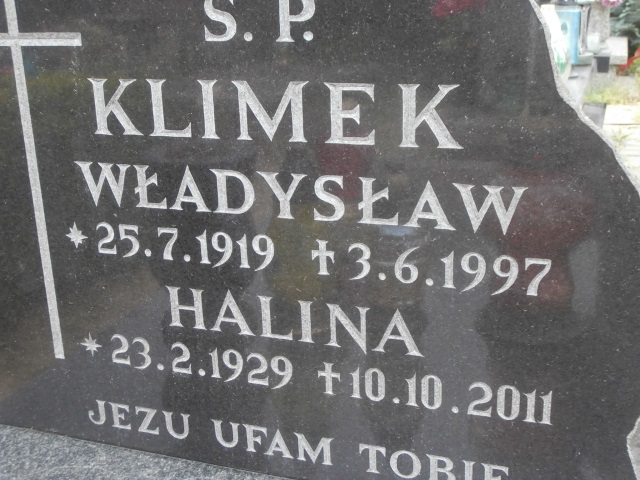 Ś. P.
KLIMEK
WŁADYSŁAW
* 25.7.1919 ✝ 3.6.1997
HALINA
* 23.2.1929 ✝ 10.10.2011
JEZU UFAM TOBIE